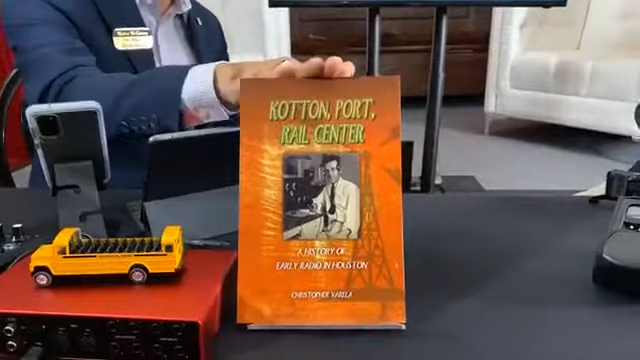 KOTTON, PORT,
RAIL CENTER
A HISTORY OF
EARLY RADIO IN HOUSTON
CHRISTOPHER VARELA